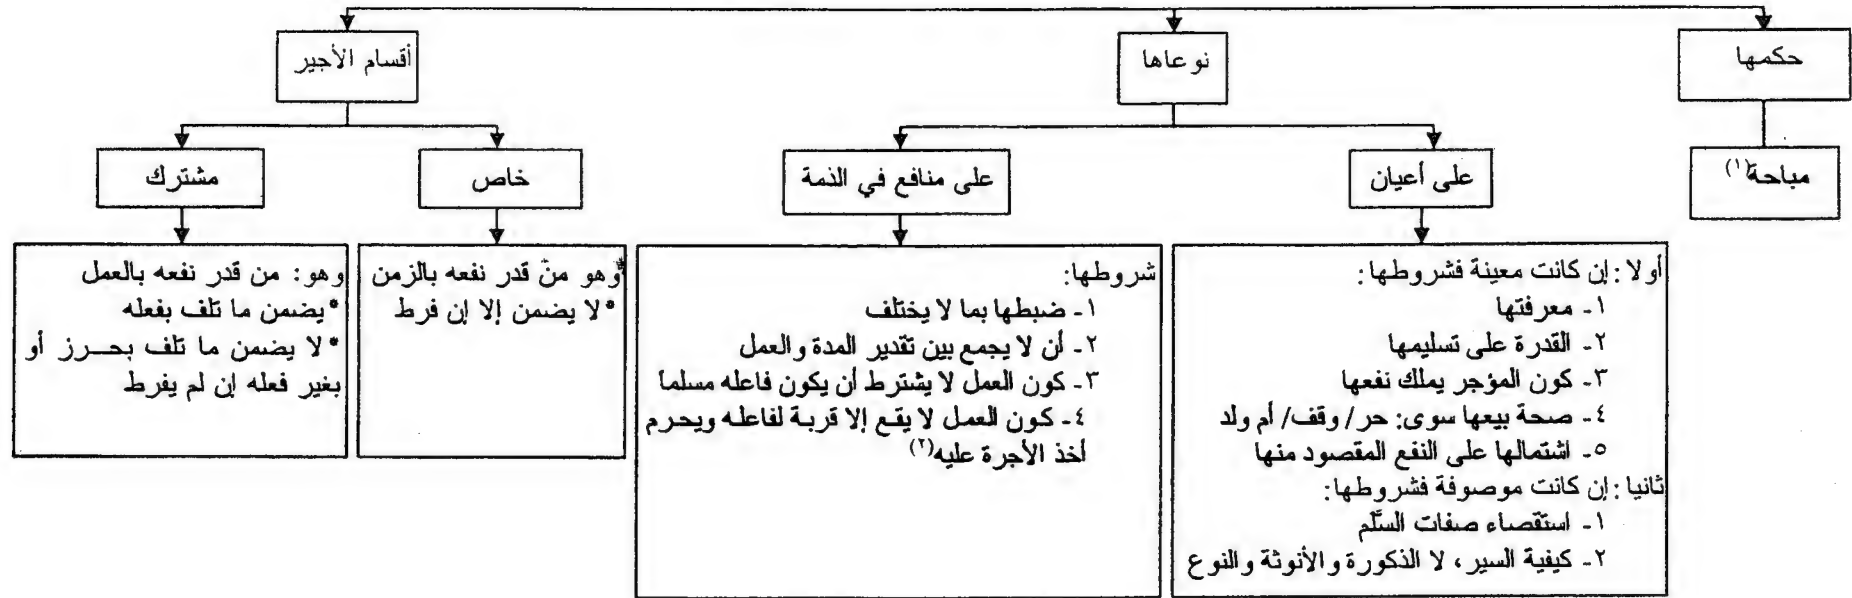 حكمها
مباحة(١)
نوعاها
على أعيان
أولا: إن كانت معينة فشروطها:
١- معرفتها
٢- القدرة على تسليمها
٣- كون المؤجر يملك نفعها
٤- صحة بيعها سوى: حر/ وقف/ أم ولد
٥- اشتمالها على النفع المقصود منها
ثانيا: إن كانت موصوفة فشروطها:
١- استقصاء صفات السَّلم
٢- كيفية السير، لا الذكورة والأنوثة والنوع
على منافع في الذمة
شروطها:
١- ضبطها بما لا يختلف
٢- أن لا يجمع بين تقدير المدة والعمل
٣- كون العمل لا يشترط أن يكون فاعله مسلما
٤- كون العمل لا يقع إلا قربة لفاعله ويحرم
أخذ الأجرة عليه(٢)
أقسام الأجير
خاص
وهو من قدر نفعه بالزمن
*لا يضمن إلا إن فرط
مشترك
وهو: من قدر نفعه بالعمل
*يضمن ما تلف بفعله
*لا يضمن ما تلف بحـرز أو
بغير فعله إن لم يفرط